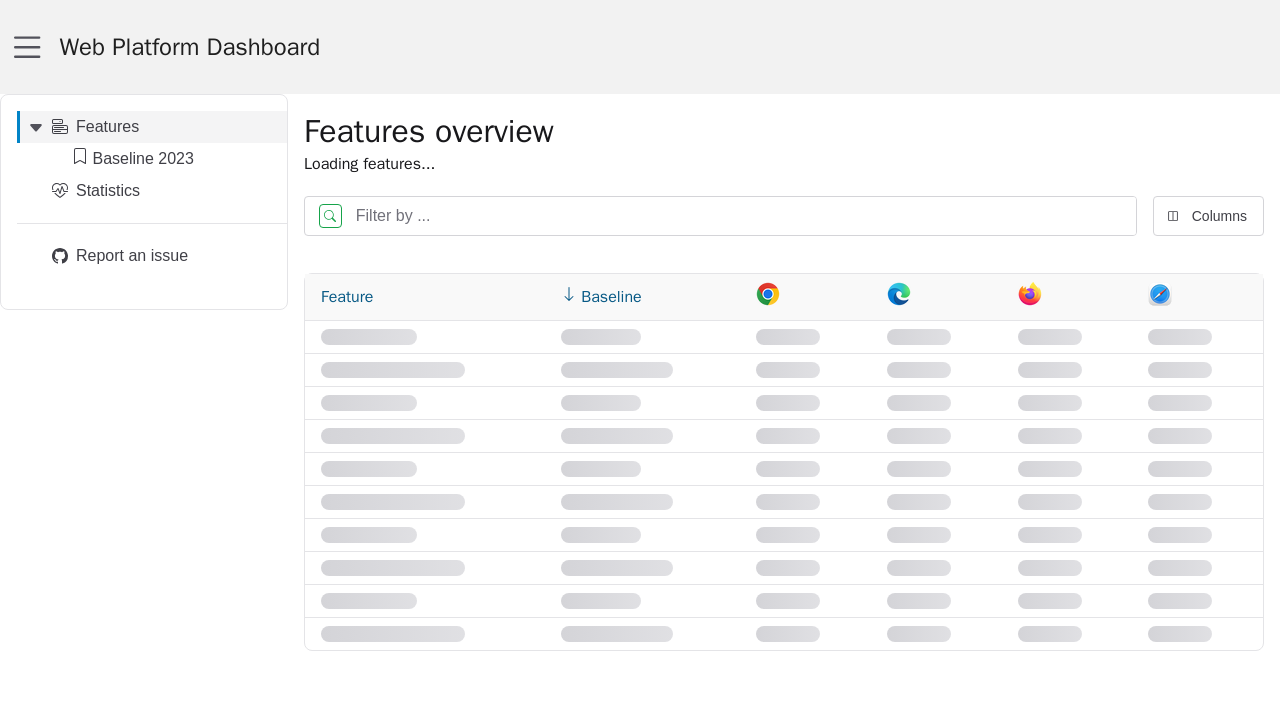 Web Platform Dashboard
Features
Baseline 2023
Statistics
Report an issue
Features overview
Loading features...
Filter by ...
Columns
Feature
Baseline